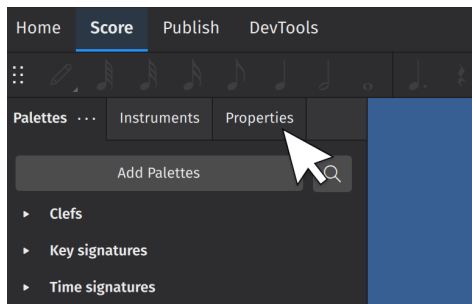 Home Score Publish DevTools
Palettes ··· Instruments Properties
Add Palettes
Clefs
Key signatures
Time signatures